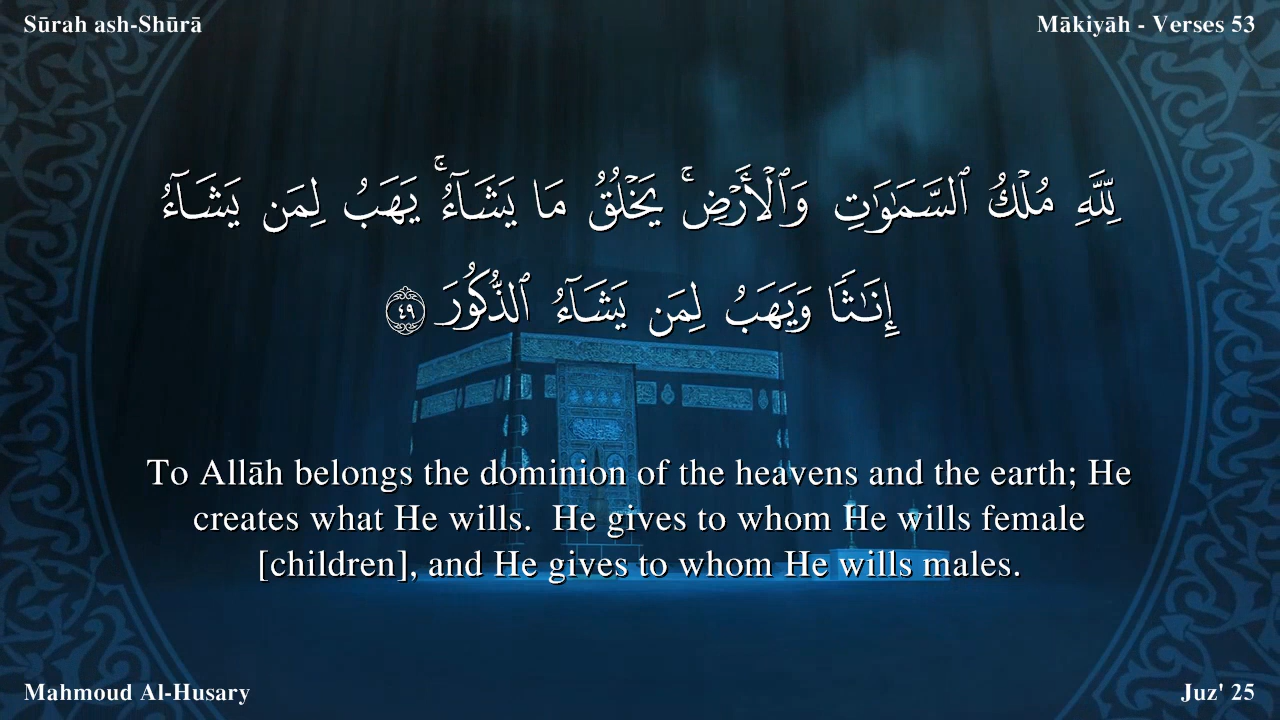 Sūrah ash-Shūrā
Mākiyāh - Verses 53
لِّلَّهِ مُلْكُ ٱلسَّمَـٰوَٰتِ وَٱلْأَرْضِ ۚ يَخْلُقُ مَا يَشَآءُ ۚ يَهَبُ لِمَن يَشَآءُ
إِنَـٰثًا وَيَهَبُ لِمَن يَشَآءُ ٱلذُّكُورَ ٤٩
To Allāh belongs the dominion of the heavens and the earth; He
creates what He wills.  He gives to whom He wills female
[children], and He gives to whom He wills males.
Mahmoud Al-Husary
Juz' 25